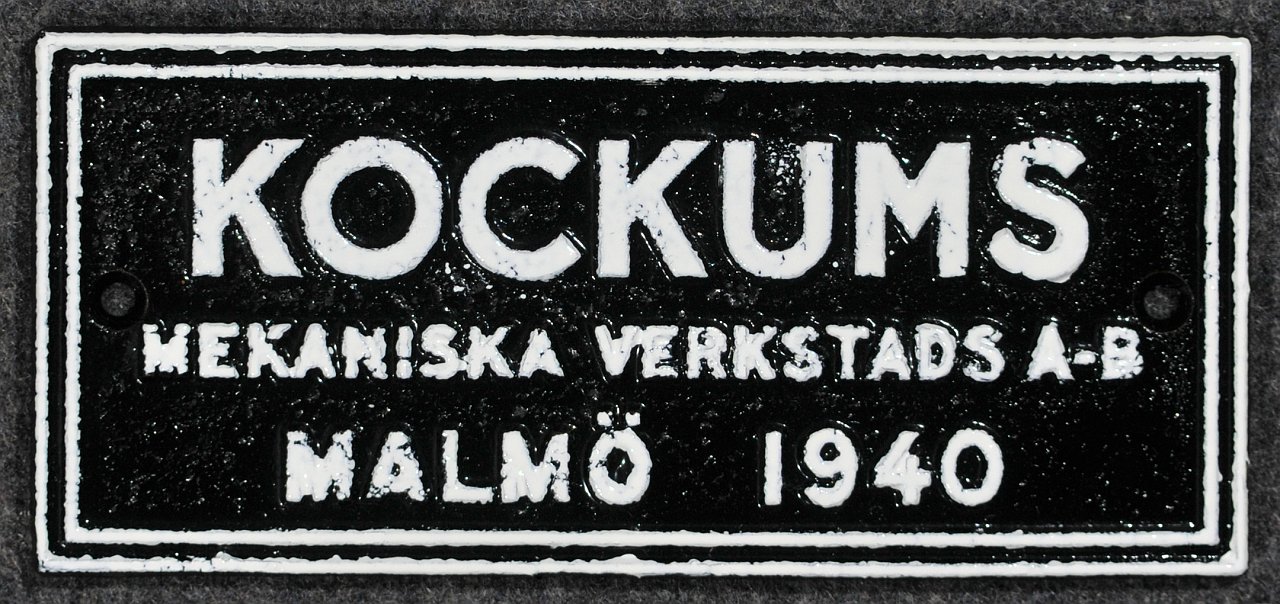 KOCKUMS
MEKANISKA VERKSTADS A-B
MALMÖ 1940